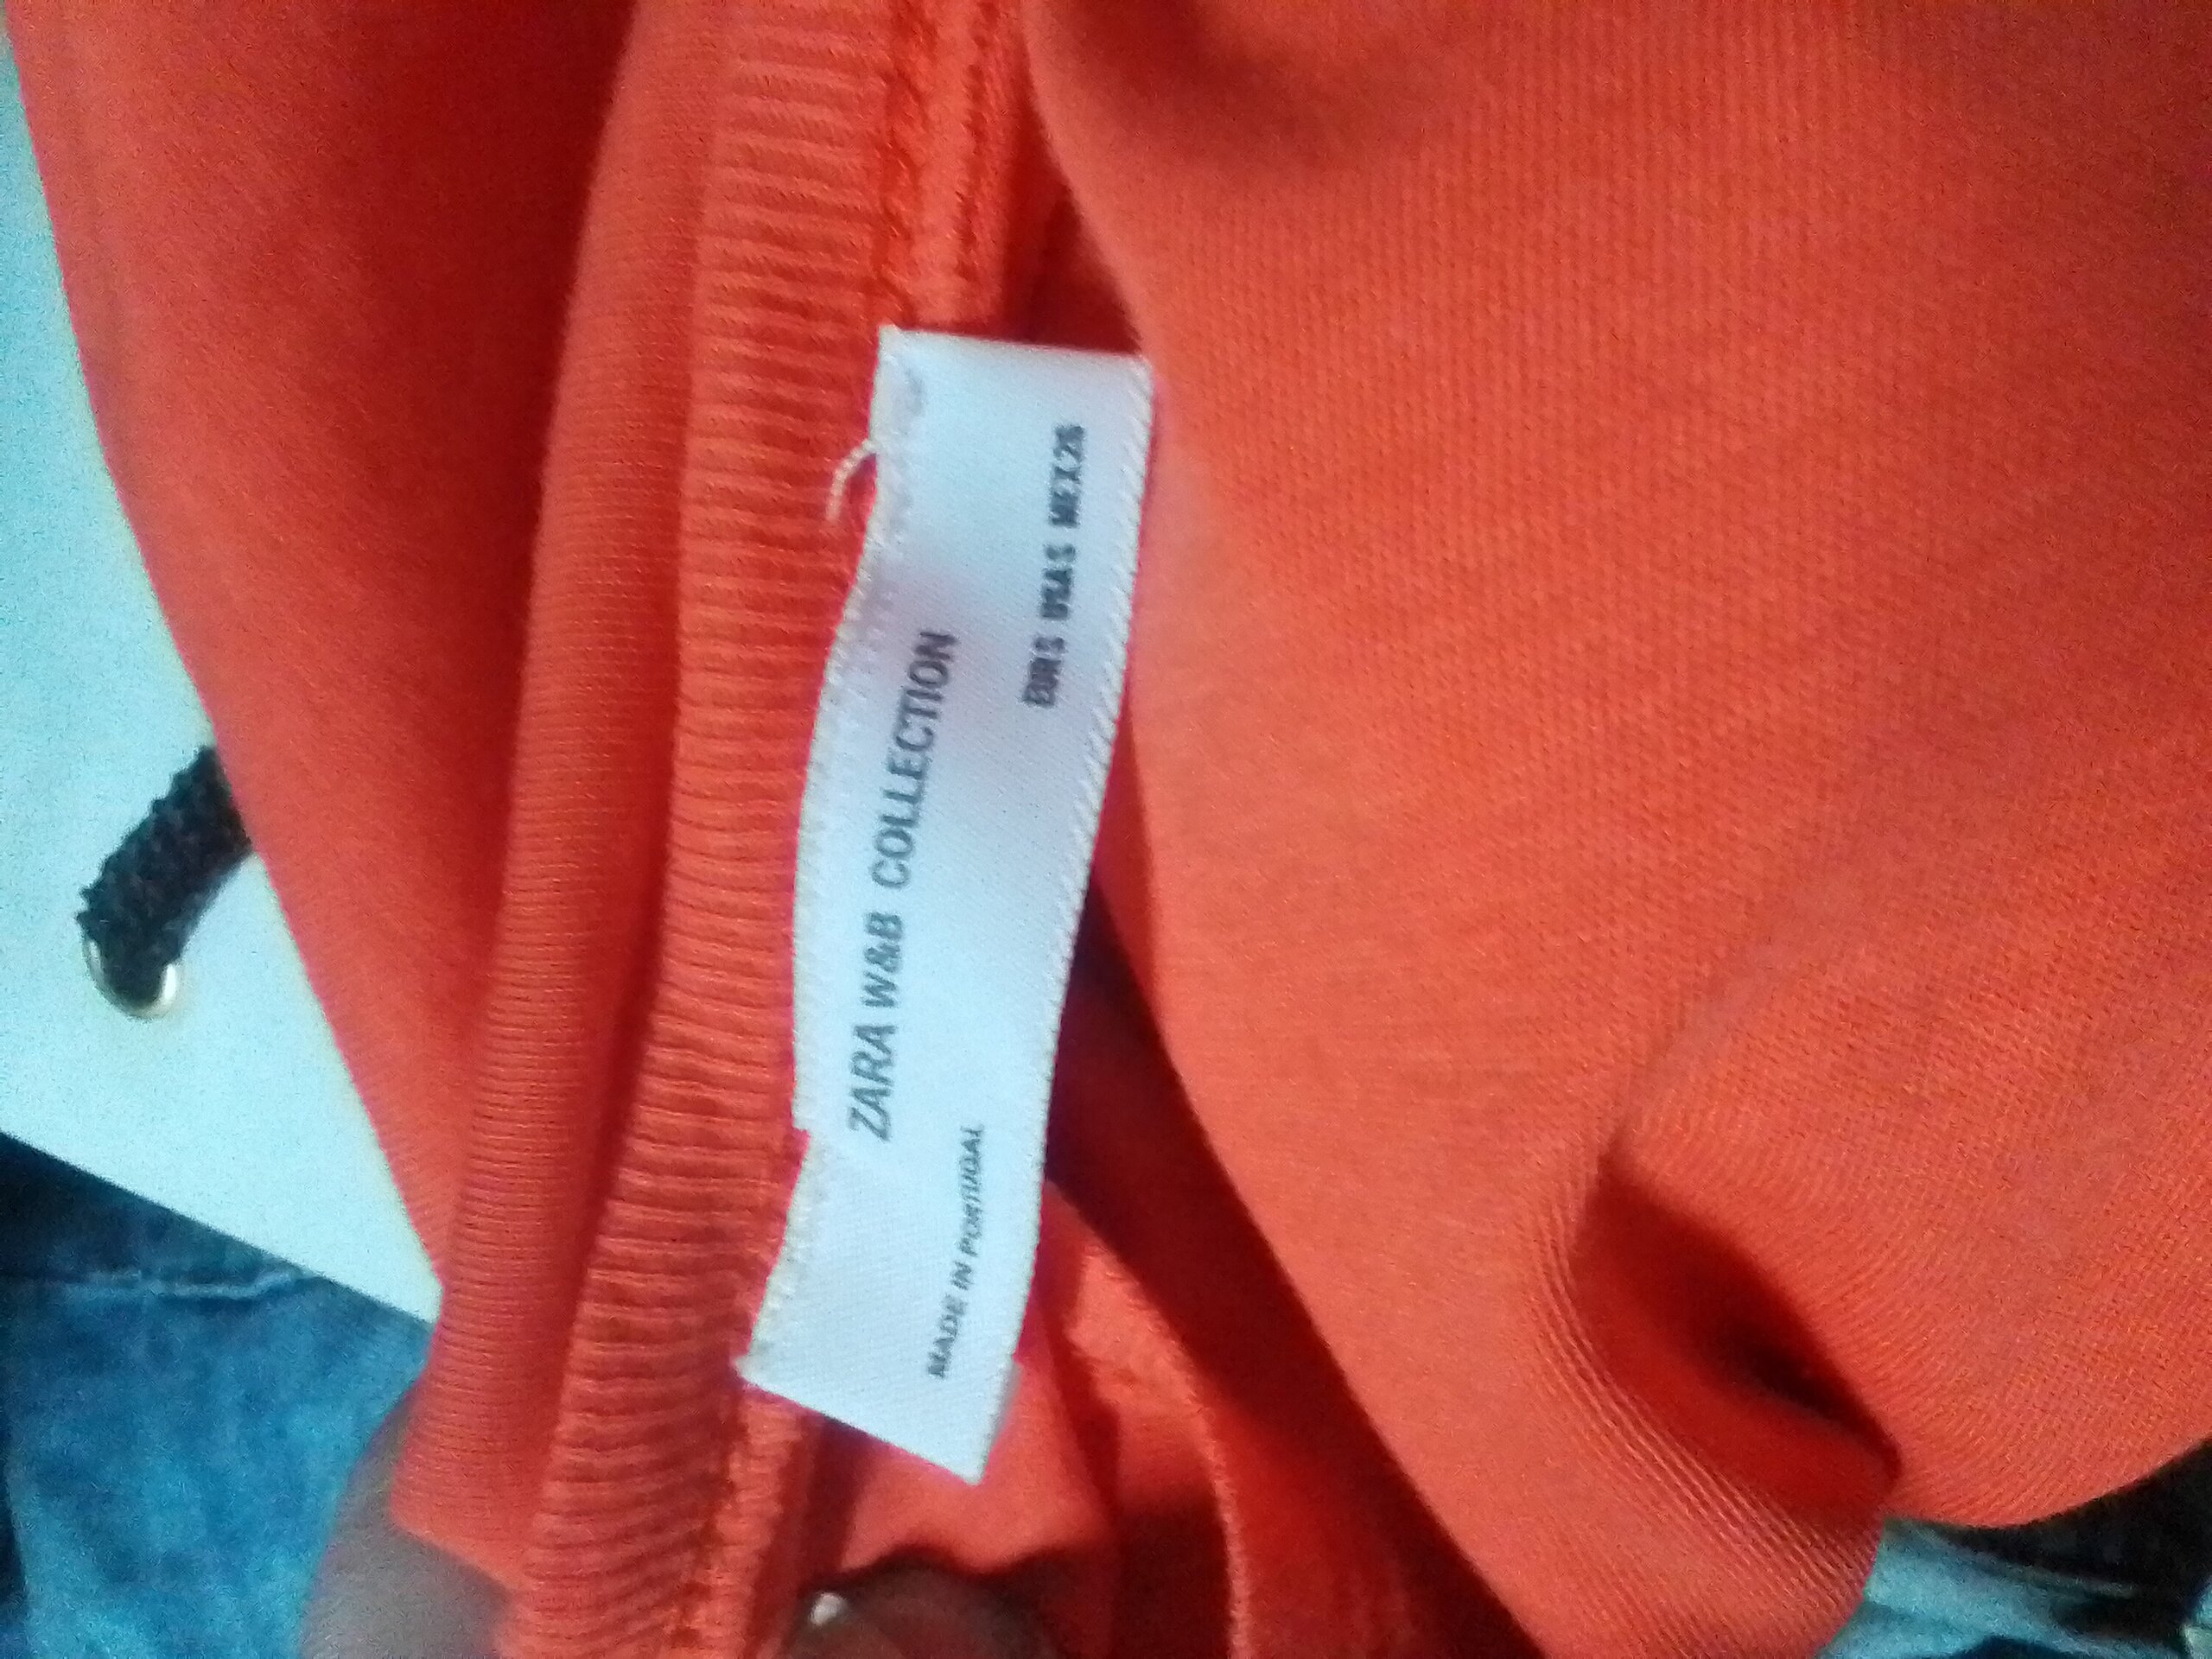 ZARA W&B COLLECTION
MADE IN PORTUGAL
EUR S USA S MEX 26